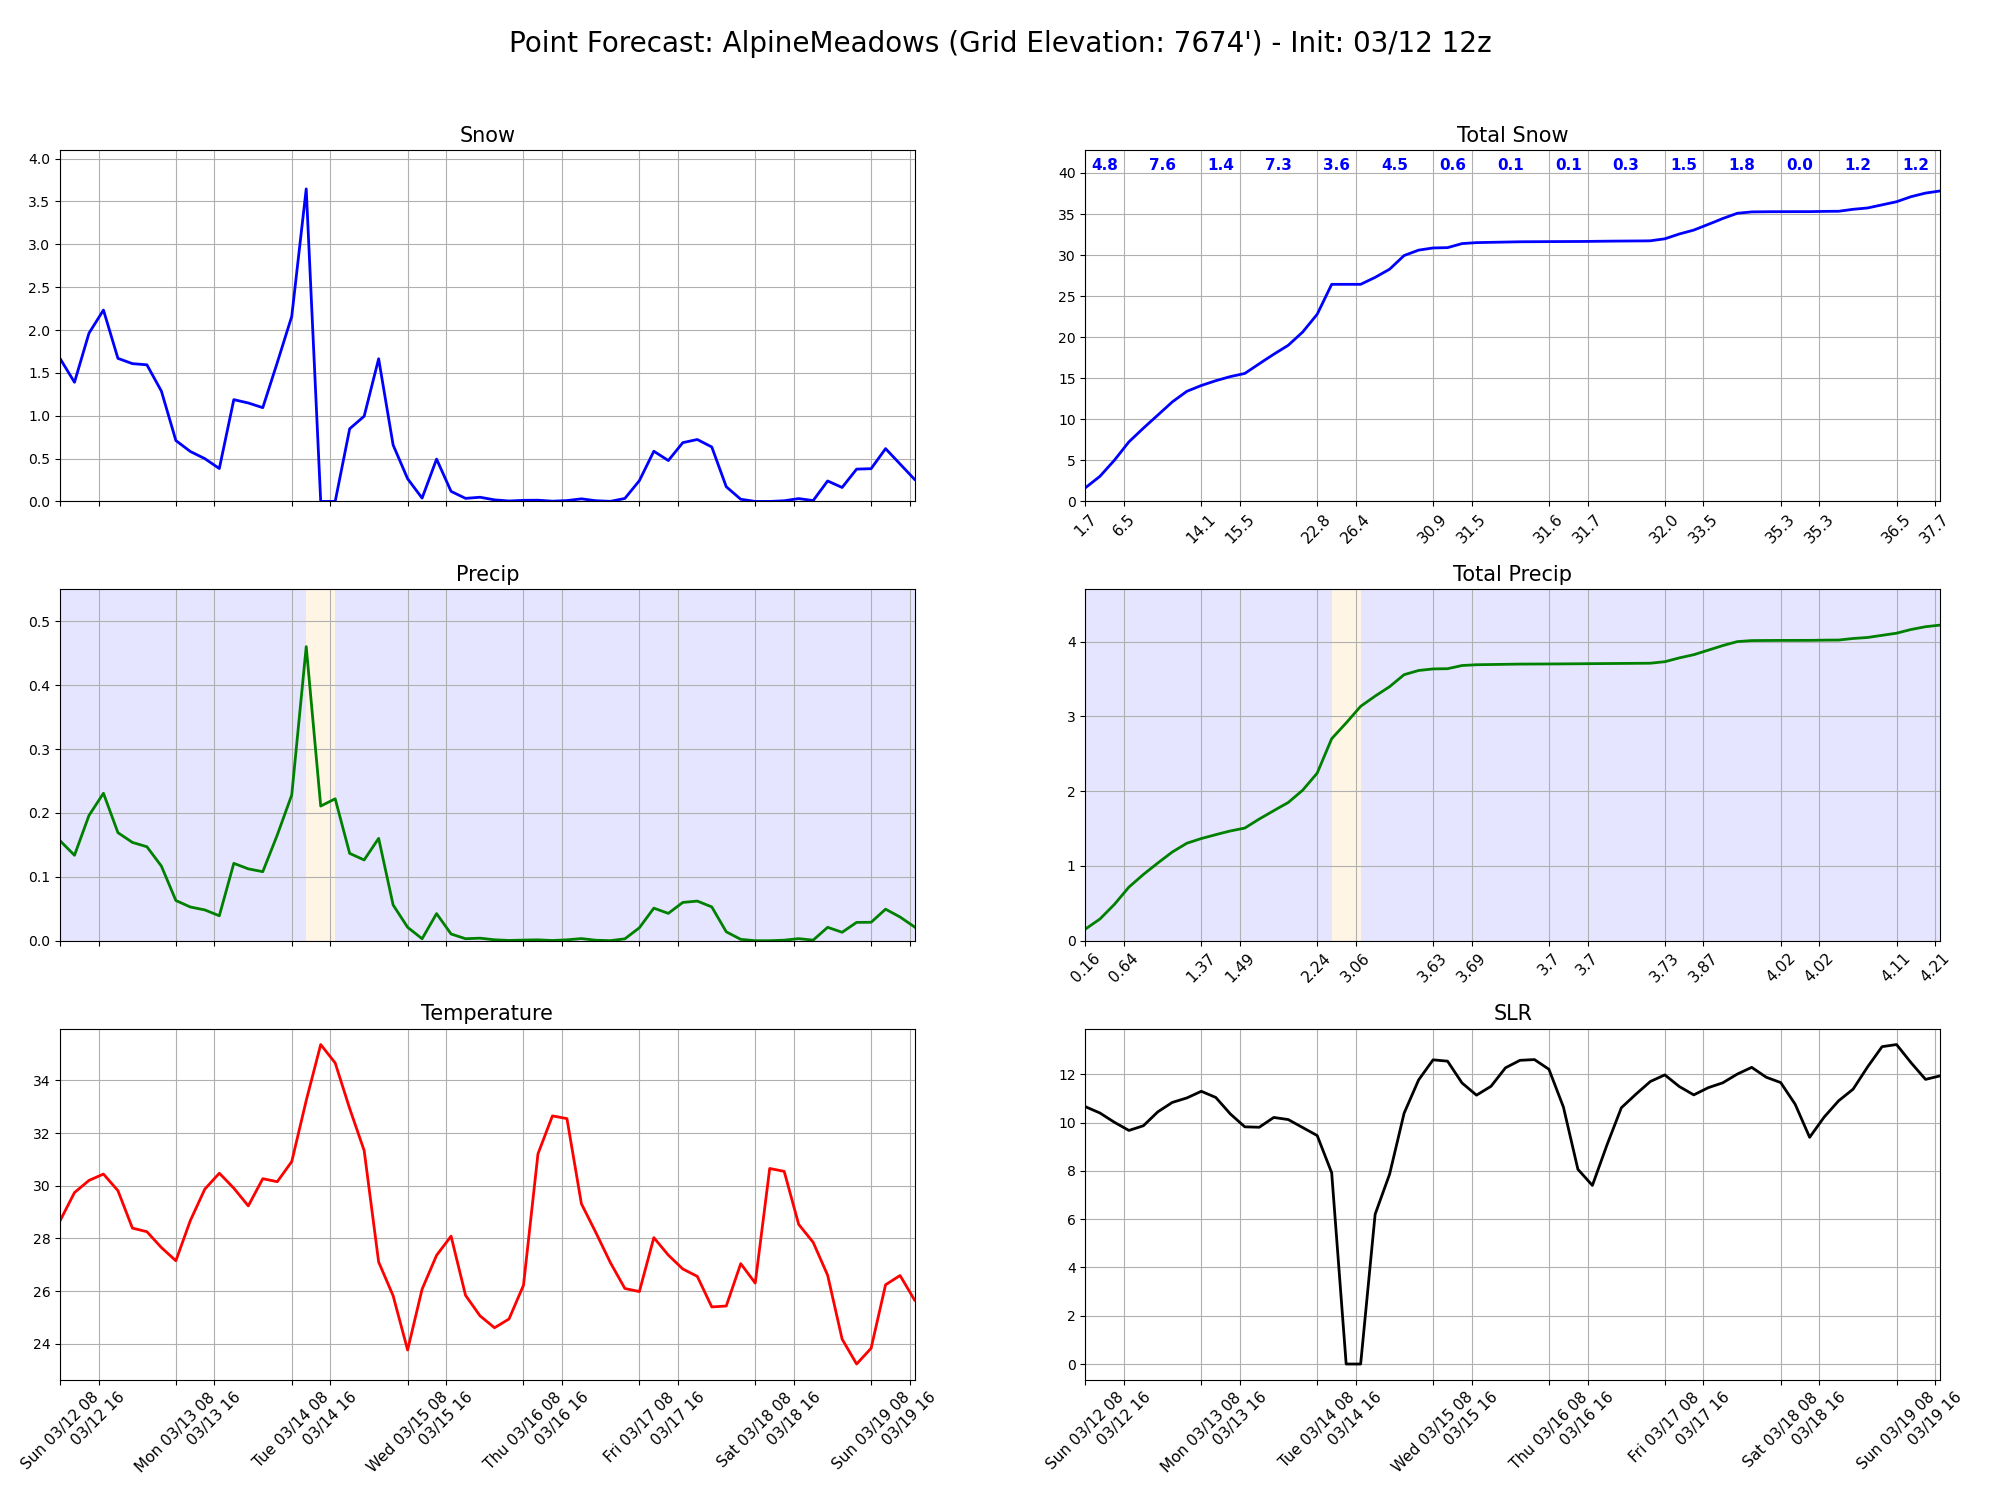 Point Forecast: AlpineMeadows (Grid Elevation: 7674') - Init: 03/12 12z
Snow
4.0
3.5
3.0
2.5
2.0
1.5
1.0
0.5
0.0
Total Snow
4.8 7.6 1.4 7.3 3.6 4.5 0.6 0.1 0.1 0.3 1.5 1.8 0.0 1.2 1.2
40
35
30
25
20
15
10
5
0
1.7 6.5 14.1 15.5 22.8 26.4 30.9 31.5 31.6 31.7 32.0 33.5 35.3 35.3 36.5 37.7
Precip
0.5
0.4
0.3
0.2
0.1
0.0
Total Precip
4
3
2
1
0
0.16 0.64 1.37 1.49 2.24 3.06 3.63 3.69 3.7 3.7 3.73 3.87 4.02 4.02 4.11 4.21
Temperature
34
32
30
28
26
24
Sun 03/12 08
03/12 16
Mon 03/13 08
03/13 16
Tue 03/14 08
03/14 16
Wed 03/15 08
03/15 16
Thu 03/16 08
03/16 16
Fri 03/17 08
03/17 16
Sat 03/18 08
03/18 16
Sun 03/19 08
03/19 16
SLR
12
10
8
6
4
2
0
Sun 03/12 08
03/12 16
Mon 03/13 08
03/13 16
Tue 03/14 08
03/14 16
Wed 03/15 08
03/15 16
Thu 03/16 08
03/16 16
Fri 03/17 08
03/17 16
Sat 03/18 08
03/18 16
Sun 03/19 08
03/19 16